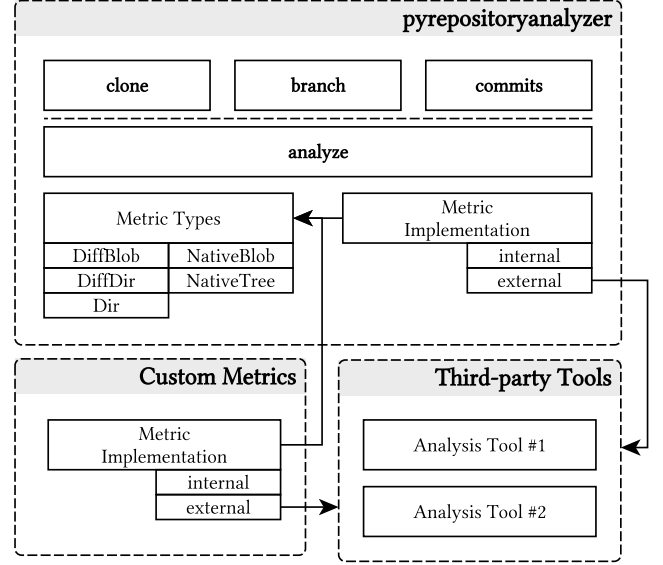 pyrepositoryanalyzer
clone
branch
commits
analyze
Metric Types
DiffBlob
NativeBlob
DiffDir
NativeTree
Dir
Metric
Implementation
internal
external
Custom Metrics
Metric
Implementation
internal
external
Third-party Tools
Analysis Tool #1
Analysis Tool #2